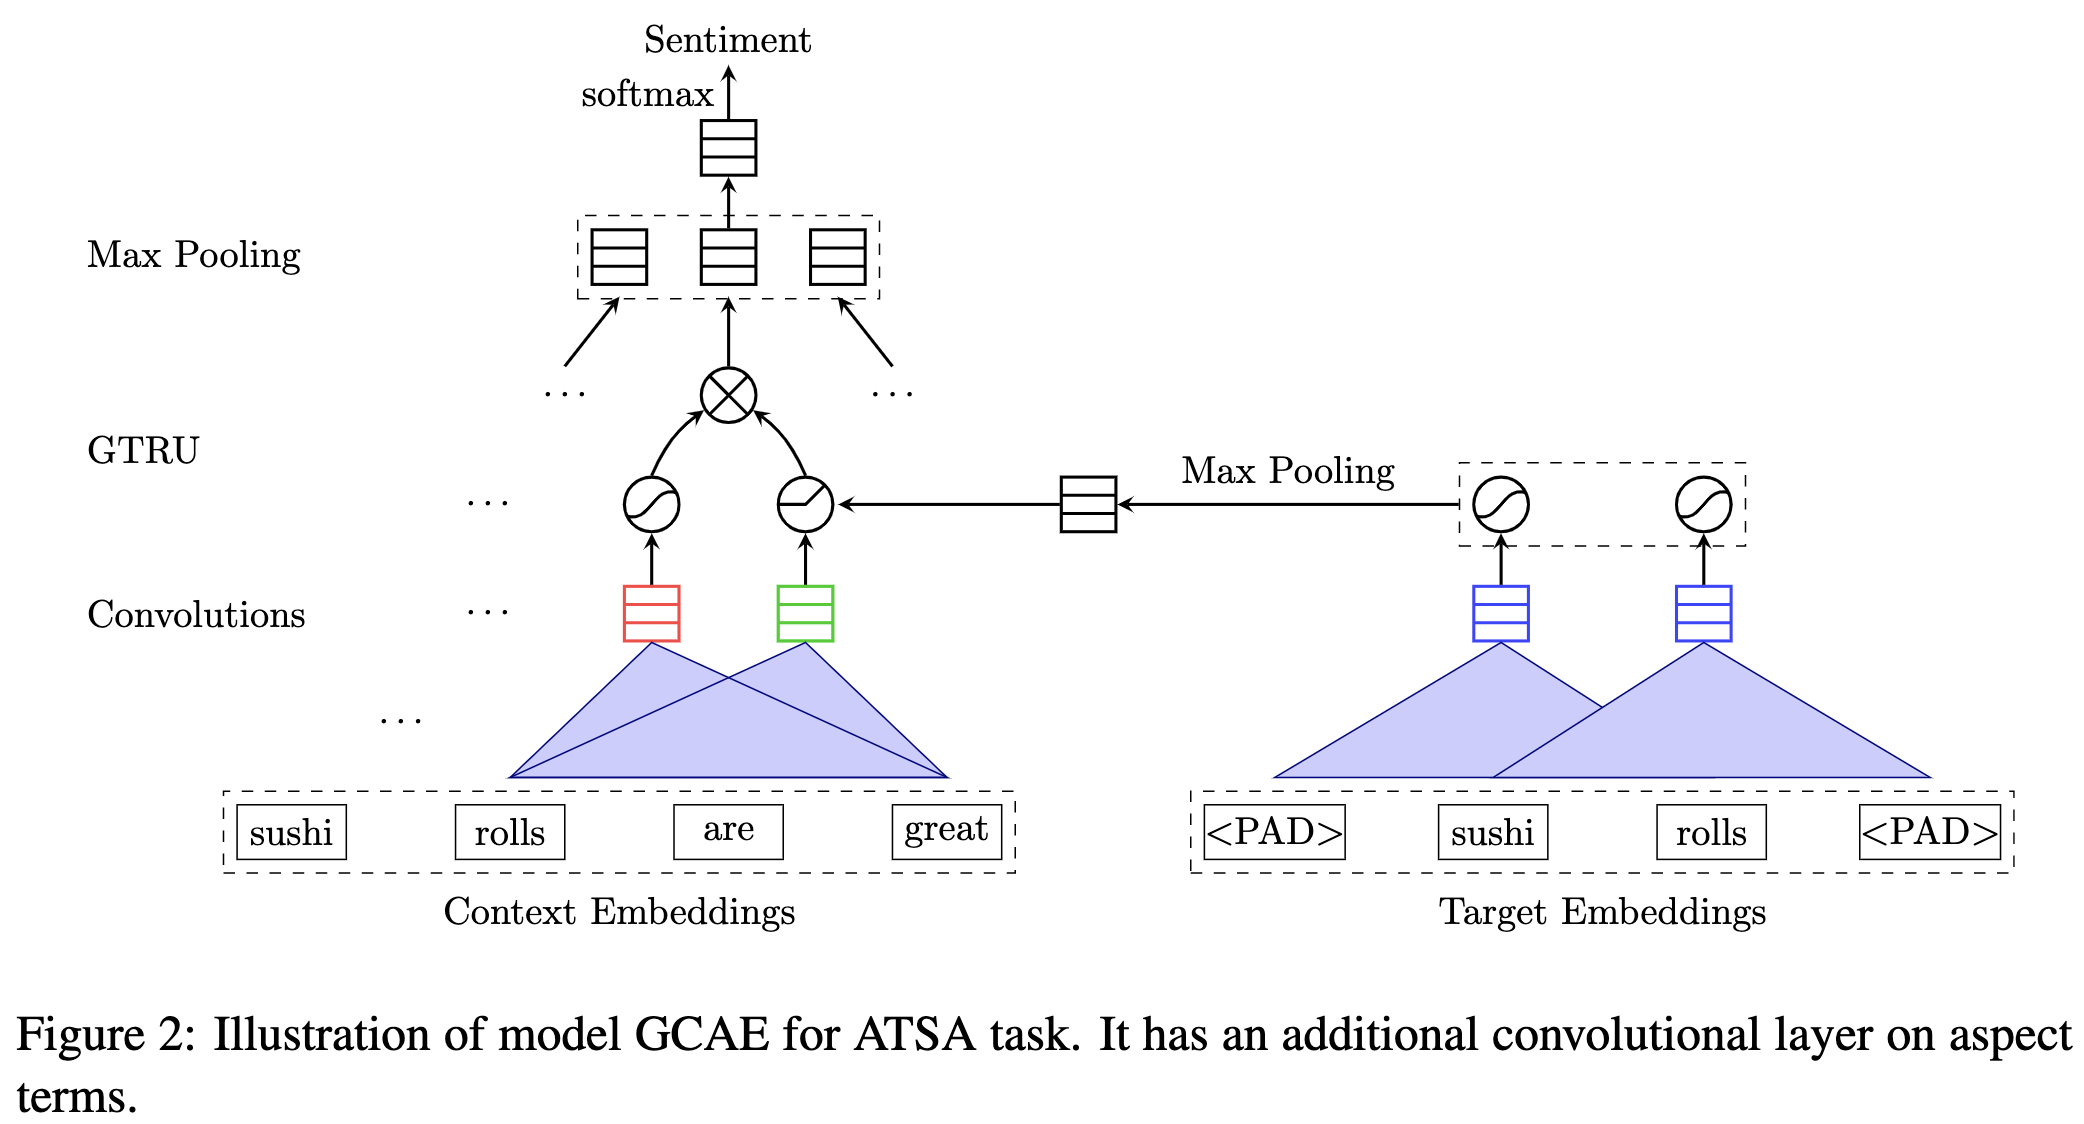 Sentiment
softmax
Max Pooling
...
...
GTRU
Max Pooling
...
Convolutions
...
...
sushi rolls are great
<PAD> sushi rolls <PAD>
Context Embeddings
Target Embeddings
Figure 2: Illustration of model GCAE for ATSA task. It has an additional convolutional layer on aspect
terms.